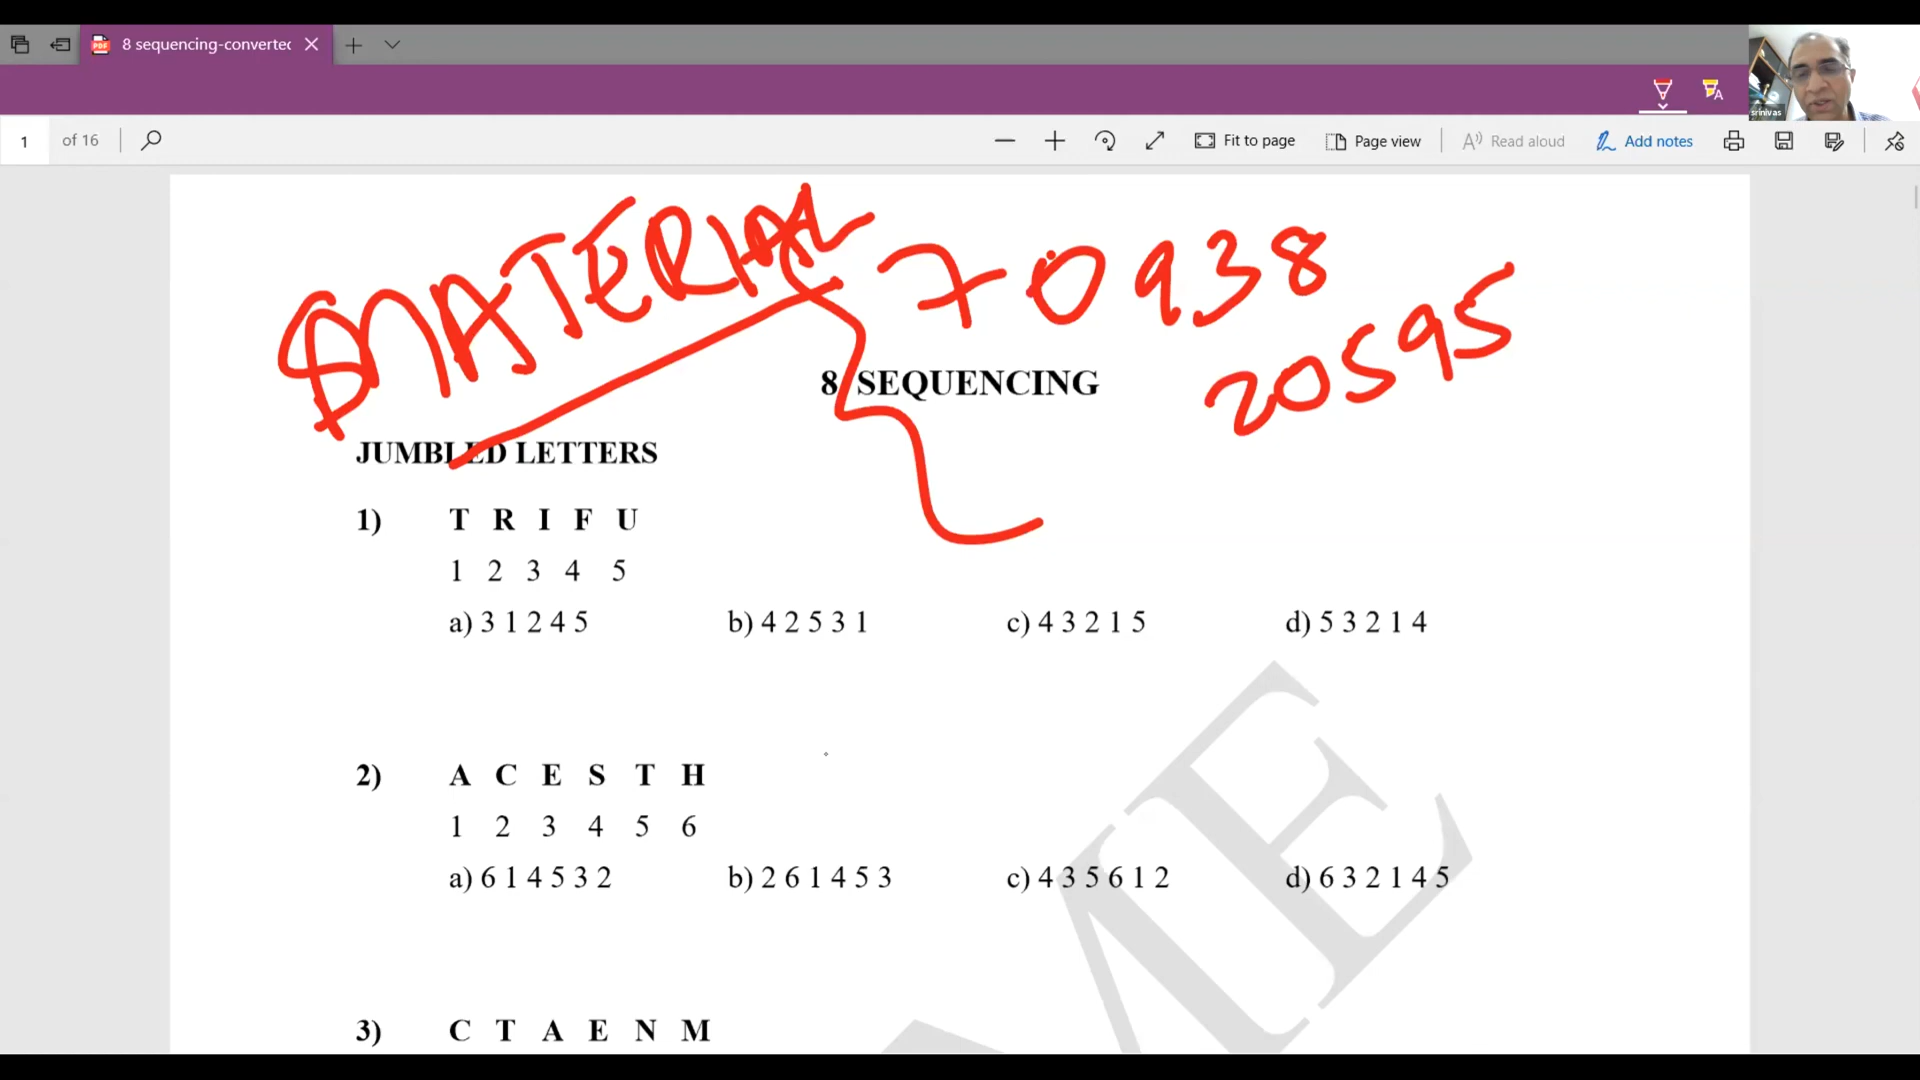 8 sequencing-convertec
srinivas
1 of 16 Fit to page Page view Read aloud Add notes
MATERIAL 70938
20595
8 SEQUENCING
JUMBLED LETTERS
1) T R I F U
1 2 3 4 5
a) 3 1 2 4 5 b) 4 2 5 3 1 c) 4 3 2 1 5 d) 5 3 2 1 4
2) A C E S T H
1 2 3 4 5 6
a) 6 1 4 5 3 2 b) 2 6 1 4 5 3 c) 4 3 5 6 1 2 d) 6 3 2 1 4 5
3) C T A E N M
ME